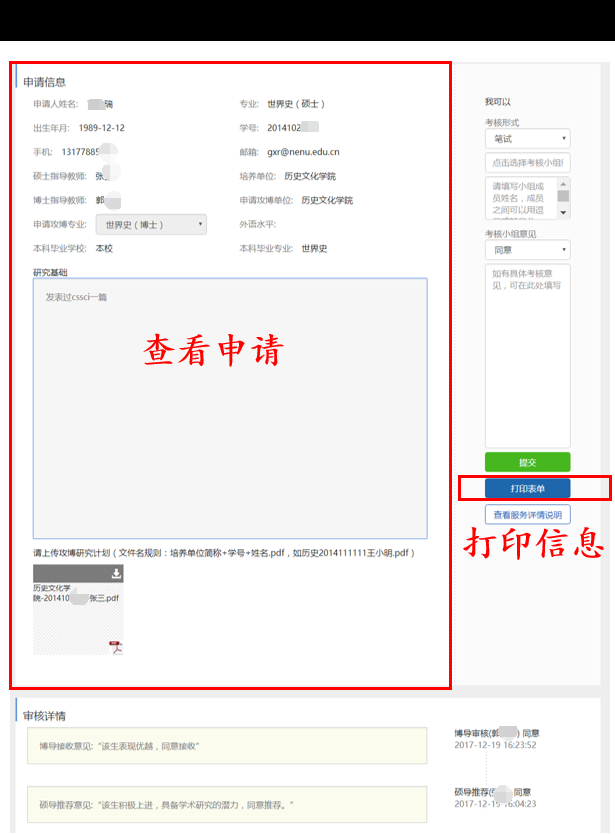 申请信息
申请人姓名: 瑞 专业: 世界史（硕士）
出生年月: 1989-12-12 学号: 2014102
手机: 13177885 邮箱: gxr@nenu.edu.cn
硕士指导教师: 张 培养单位: 历史文化学院
博士指导教师: 郭 申请攻博单位: 历史文化学院
申请攻博专业: 世界史（博士） 外语水平:
本科毕业学校: 本校 本科毕业专业: 世界史
研究基础
发表过cssci一篇
查看申请
请上传攻博研究计划（文件名规则：培养单位简称+学号+姓名.pdf，如历史2014111111王小明.pdf）
历史文化学
院-201410 张三.pdf
我可以
考核形式
笔试
点击选择考核小组
请填写小组成
员姓名，成员
之间可以用逗
考核小组意见
同意
如有具体考核意
见，可在此处填写
提交
打印表单
查看服务详情说明
打印信息
审核详情
博导接收意见:“该生表现优越，同意接收”
博导审核(郭 ) 同意
2017-12-19 16:23:52
硕导推荐意见:“该生积极上进，具备学术研究的潜力，同意推荐。”
硕导推荐( 同意
2017-12-15 16:04:23